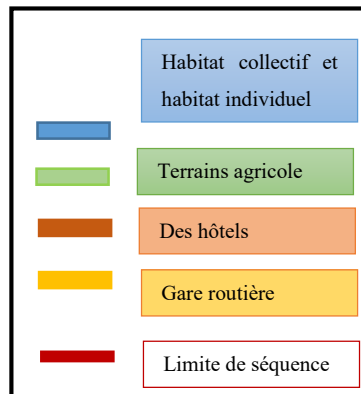 Habitat collectif et
habitat individuel
Terrains agricole
Des hôtels
Gare routière
Limite de séquence